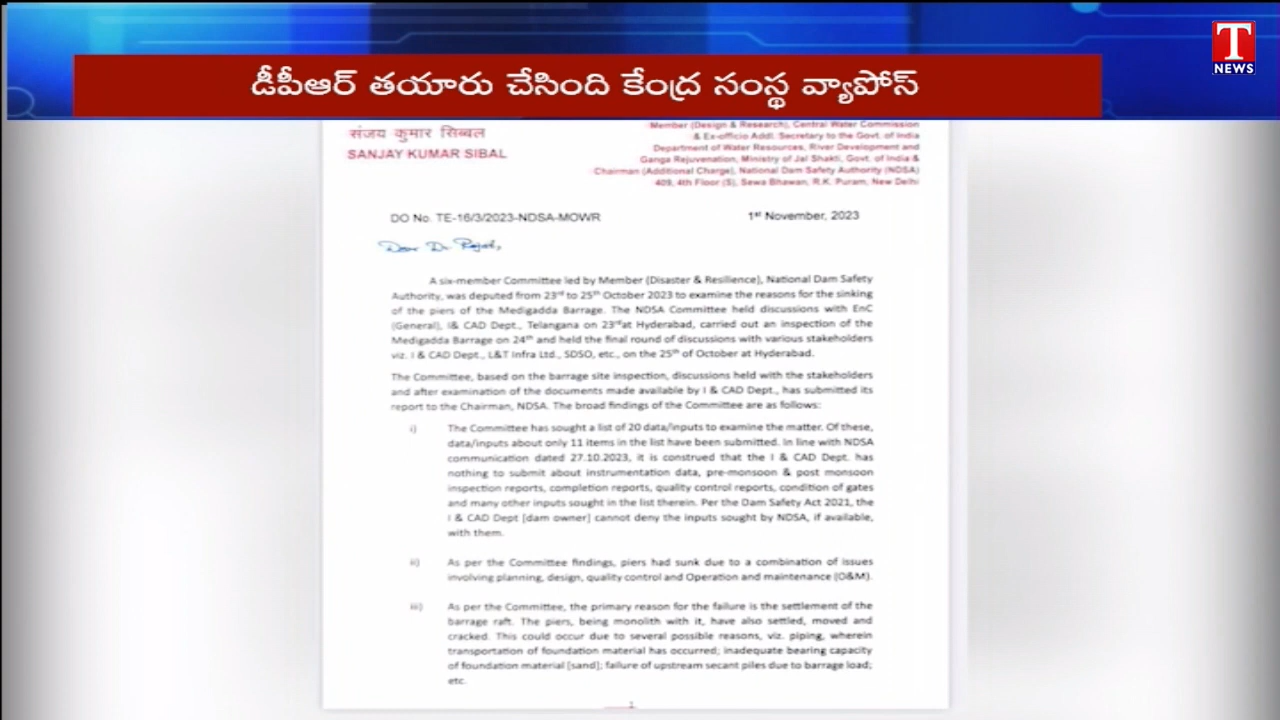 డీపీఆర్ తయారు చేసింది కేంద్ర సంస్థ వ్యాపోస్
T
NEWS
संजय कुमार सिब्बल
SANJAY KUMAR SIBAL
Member (Design & Research), Central Water Commission
& Ex-officio Addl. Secretary to the Govt. of India
Department of Water Resources, River Development and
Ganga Rejuvenation, Ministry of Jal Shakti, Govt. of India &
Chairman (Additional Charge), National Dam Safety Authority (NDSA)
409, 4th Floor (S), Sewa Bhawan, R.K. Puram, New Delhi
DO No. TE-16/3/2023-NDSA-MOWR
1st November, 2023
Dear Dr. Rajat,
A six-member Committee led by Member (Disaster & Resilience), National Dam Safety
Authority, was deputed from 23rd to 25th October 2023 to examine the reasons for the sinking
of the piers of the Medigadda Barrage. The NDSA Committee held discussions with EnC
(General), I& CAD Dept., Telangana on 23rdat Hyderabad, carried out an inspection of the
Medigadda Barrage on 24th and held the final round of discussions with various stakeholders
viz. I & CAD Dept., L&T Infra Ltd., SDSO, etc., on the 25th of October at Hyderabad.
The Committee, based on the barrage site inspection, discussions held with the stakeholders
and after examination of the documents made available by I & CAD Dept., has submitted its
report to the Chairman, NDSA. The broad findings of the Committee are as follows:
i) The Committee has sought a list of 20 data/inputs to examine the matter. Of these,
data/inputs about only 11 items in the list have been submitted. In line with NDSA
communication dated 27.10.2023, it is construed that the I & CAD Dept. has
nothing to submit about instrumentation data, pre-monsoon & post monsoon
inspection reports, completion reports, quality control reports, condition of gates
and many other inputs sought in the list therein. Per the Dam Safety Act 2021, the
I & CAD Dept [dam owner] cannot deny the inputs sought by NDSA, if available,
with them.
ii) As per the Committee findings, piers had sunk due to a combination of issues
involving planning, design, quality control and Operation and maintenance (O&M).
iii) As per the Committee, the primary reason for the failure is the settlement of the
barrage raft. The piers, being monolith with it, have also settled, moved and
cracked. This could occur due to several possible reasons, viz. piping, wherein
transportation of foundation material has occurred; inadequate bearing capacity
of foundation material [sand]; failure of upstream secant piles due to barrage load;
etc.
1